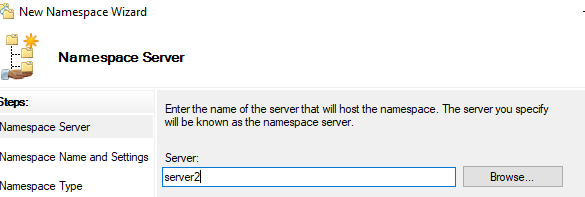 New Namespace Wizard
Namespace Server
Steps:
Namespace Server
Namespace Name and Settings
Namespace Type
Enter the name of the server that will host the namespace. The server you specify
will be known as the namespace server.
Server:
server2
Browse...